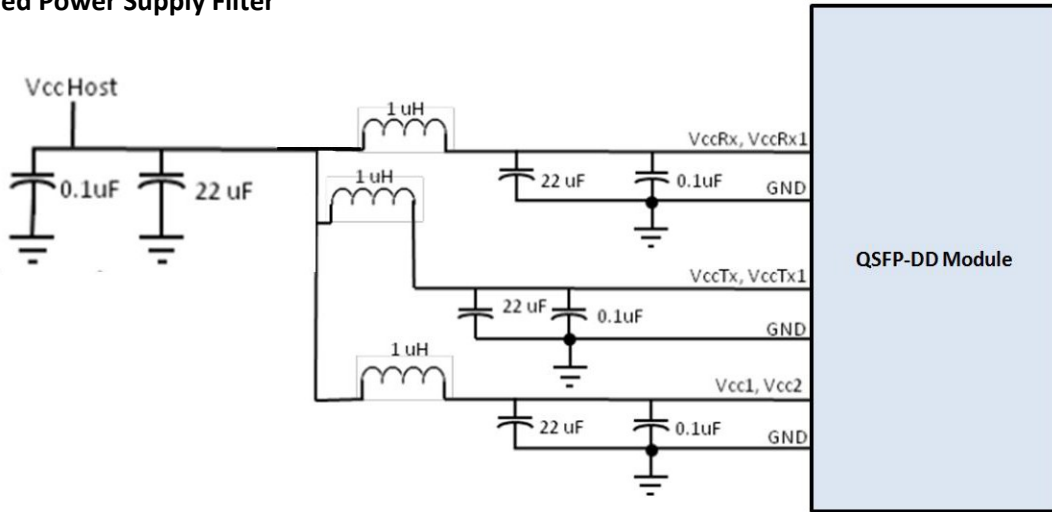 ed Power Supply Filter
VccHost
0.1uF
22 uF
1 uH
VccRx, VccRx1
22 uF
0.1uF
GND
1 uH
VccTx, VccTx1
22 uF
0.1uF
GND
QSFP-DD Module
1 uH
Vcc1, Vcc2
22 uF
0.1uF
GND